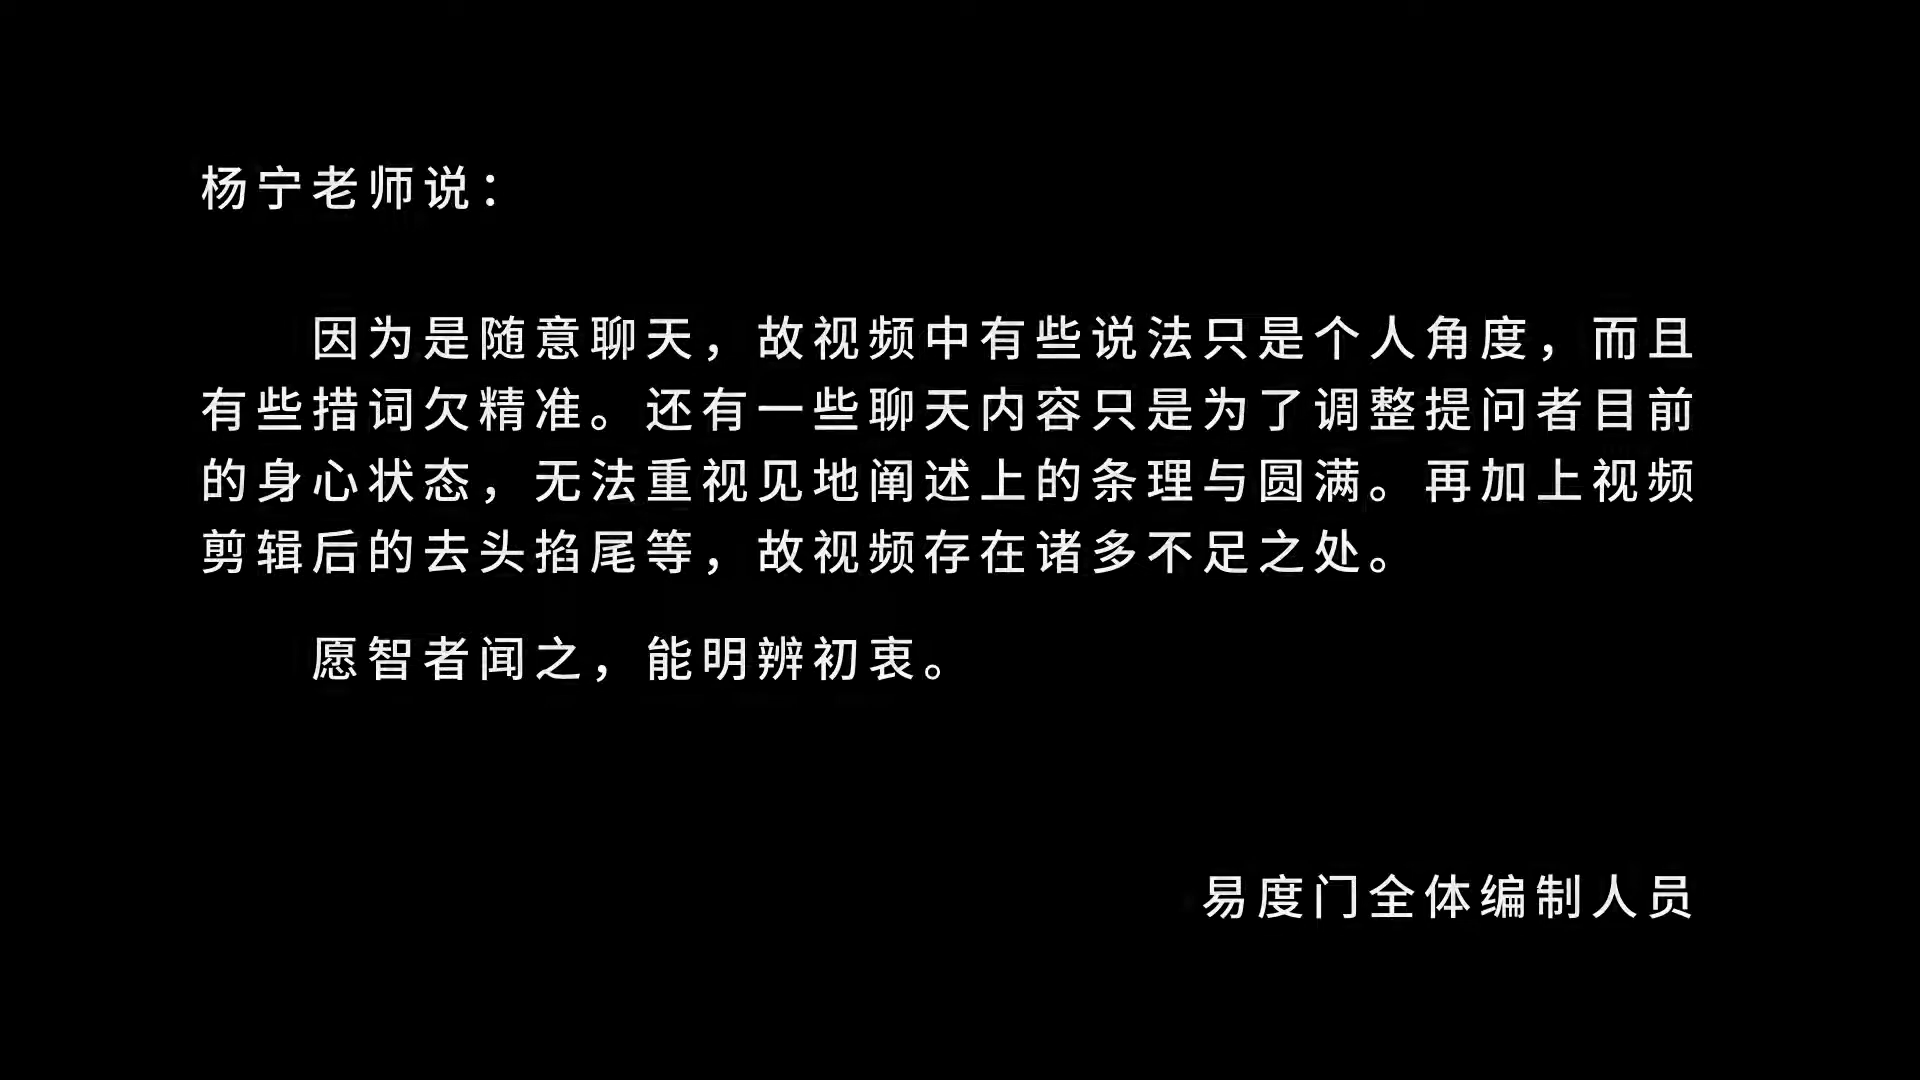 杨宁老师说：
因为是随意聊天，故视频中有些说法只是个人角度，而且
有些措词欠精准。还有一些聊天内容只是为了调整提问者目前
的身心状态，无法重视见地阐述上的条理与圆满。再加上视频
剪辑后的去头掐尾等，故视频存在诸多不足之处。
愿智者闻之，能明辨初衷。
易度门全体编制人员